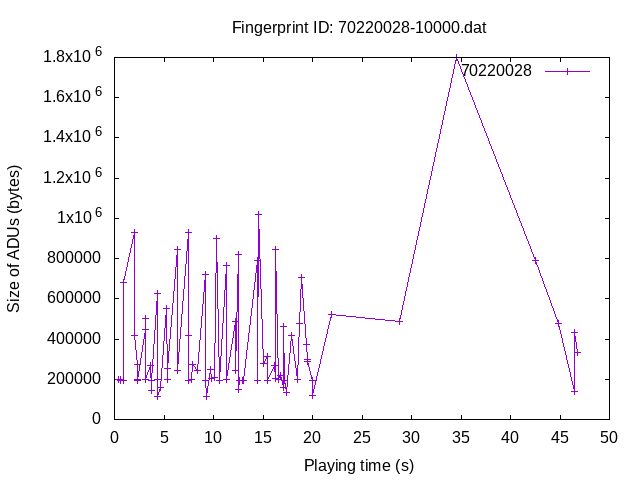 Fingerprint ID: 70220028-10000.dat
70220028
Size of ADUs (bytes)
1.8x10 6
1.6x10 6
1.4x10 6
1.2x10 6
1x10 6
800000
600000
400000
200000
0
0 5 10 15 20 25 30 35 40 45 50
Playing time (s)